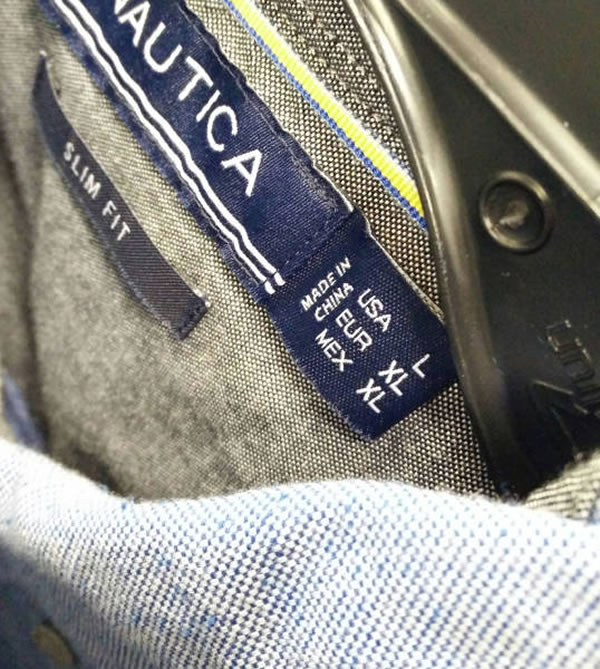 NAUTICA
SLIM FIT
MADE IN
CHINA
USA L
EUR XL
MEX XL